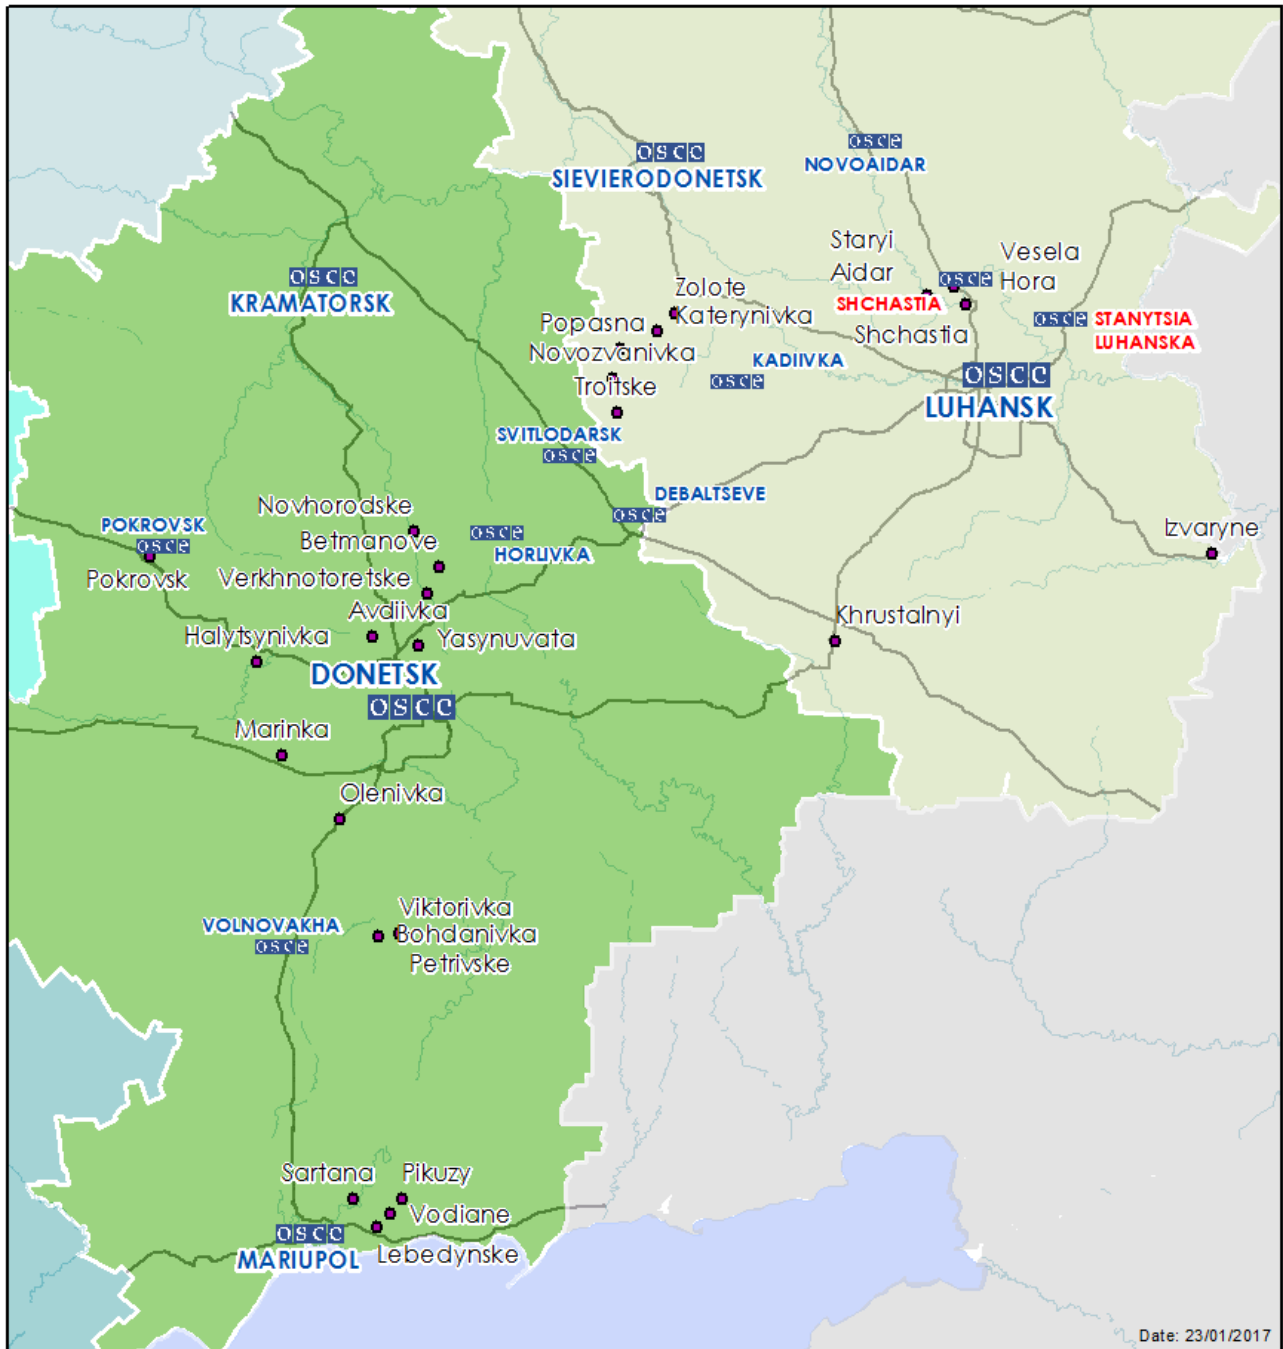 osce
NOVOAIDAR
osce
SIEVIERODONETSK
Staryi
Aidar
Vesela
Hora
osce
SHCHASTIA
Shchastia
osce
STANYTSIA
LUHANSKA
osce
KRAMATORSK
Zolote
Katerynivka
Popasna
Novozvanivka
Troitske
KADIIVKA
osce
osce
LUHANSK
SVITLODARSK
osce
DEBALTSEVE
osce
Novhorodske
Betmanove
osce
HORLIVKA
POKROVSK
osce
Pokrovsk
Izvaryne
Verkhnotoretske
Avdiivka
Halytsynivka
Yasynuvata
Khrustalnyi
DONETSK
osce
Marinka
Olenivka
Viktorivka
Bohdanivka
Petrivske
VOLNOVAKHA
osce
Sartana
Pikuzy
Vodiane
Lebedynske
osce
MARIUPOL
Date: 23/01/2017